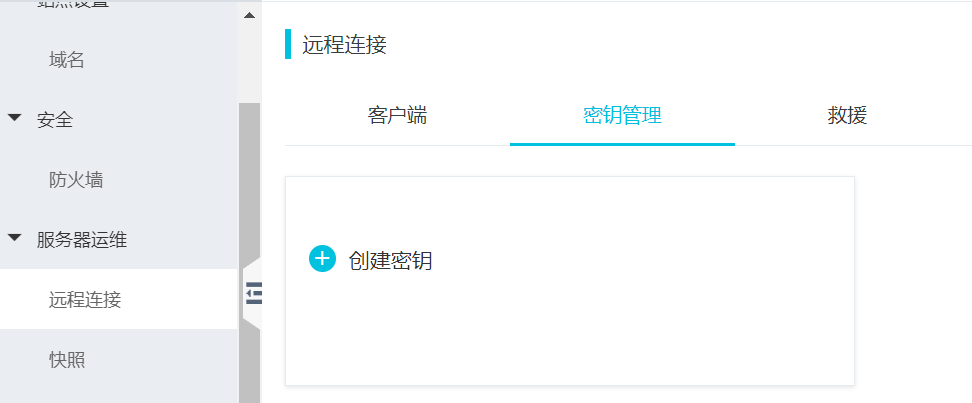 域名
安全
防火墙
服务器运维
远程连接
快照
远程连接
客户端 密钥管理 救援
创建密钥